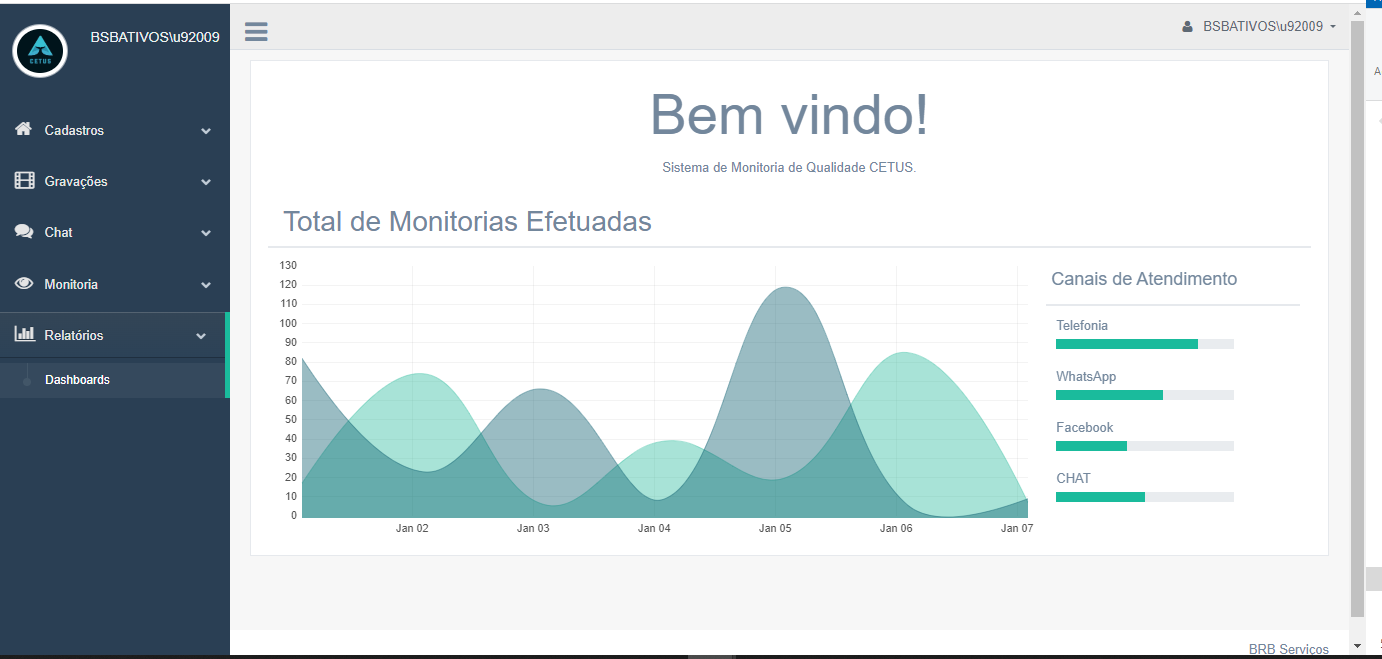 CETUS
BSBATIVOS\u92009
Cadastros
Gravações
Chat
Monitoria
Relatórios
Dashboards
BSBATIVOS\u92009
Bem vindo!
Sistema de Monitoria de Qualidade CETUS.
Total de Monitorias Efetuadas
130
120
110
100
90
80
70
60
50
40
30
20
10
0
Jan 02
Jan 03
Jan 04
Jan 05
Jan 06
Jan 07
Canais de Atendimento
Telefonia
WhatsApp
Facebook
CHAT
BRB Serviços
A